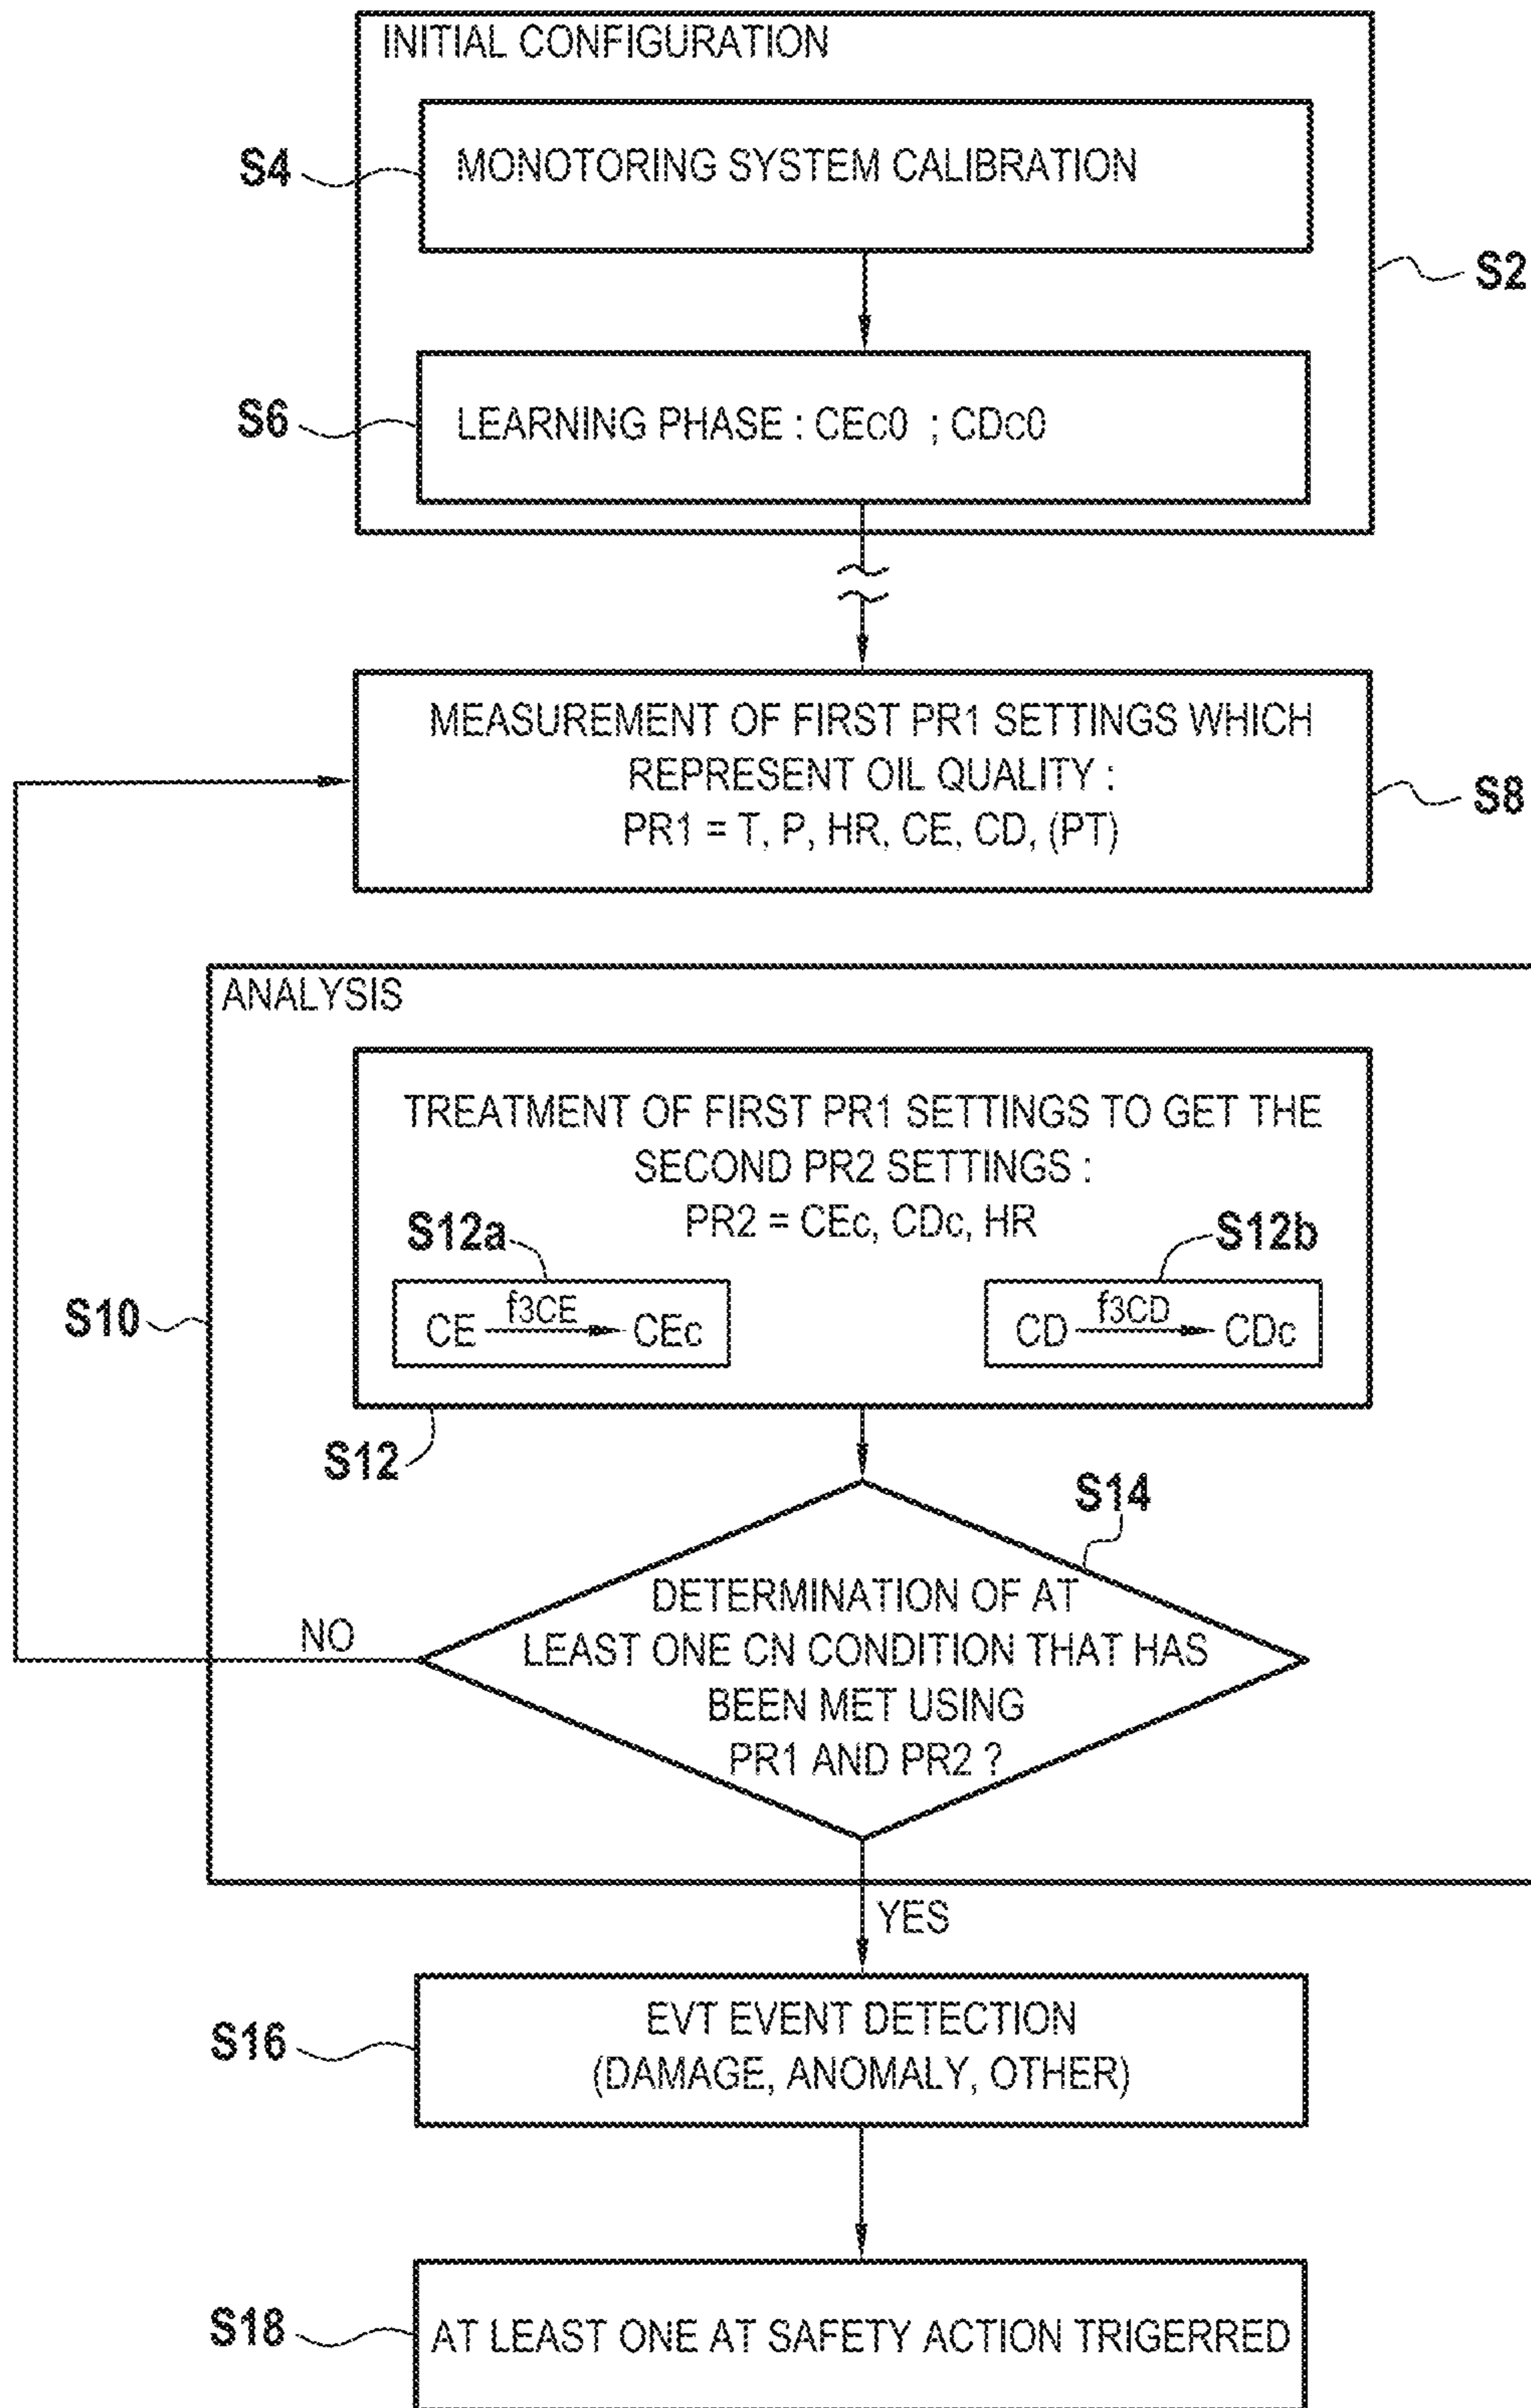 INITIAL CONFIGURATION
S4
MONOTORING SYSTEM CALIBRATION
S2
S6
LEARNING PHASE : CEc0 ; CDc0
MEASUREMENT OF FIRST PR1 SETTINGS WHICH
REPRESENT OIL QUALITY :
PR1 = T, P, HR, CE, CD, (PT)
S8
ANALYSIS
TREATMENT OF FIRST PR1 SETTINGS TO GET THE
SECOND PR2 SETTINGS :
PR2 = CEc, CDc, HR
S12a
S12b
S10
CE f3CE CEc
CD f3CD CDc
S12
S14
DETERMINATION OF AT
LEAST ONE CN CONDITION THAT HAS
BEEN MET USING
PR1 AND PR2 ?
NO
YES
S16
EVT EVENT DETECTION
(DAMAGE, ANOMALY, OTHER)
S18
AT LEAST ONE AT SAFETY ACTION TRIGERRED